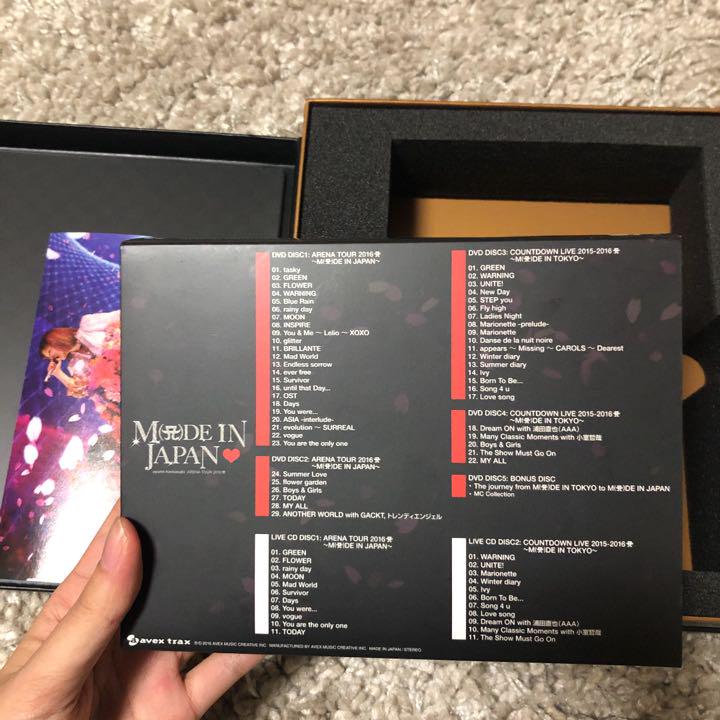 M(A)DE IN
JAPAN
ayumi hamasaki ARENA TOUR 2016 A
DVD DISC1: ARENA TOUR 2016 A
～M(A)DE IN JAPAN～
01. tasky
02. GREEN
03. FLOWER
04. WARNING
05. Blue Rain
06. rainy day
07. MOON
08. INSPIRE
09. You & Me ～ Lelio ～ XOXO
10. glitter
11. BRILLANTE
12. Mad World
13. Endless sorrow
14. ever free
15. Survivor
16. until that Day...
17. OST
18. Days
19. You were...
20. ASIA -interlude-
21. evolution ～ SURREAL
22. vogue
23. You are the only one
DVD DISC2: ARENA TOUR 2016 A
～M(A)DE IN JAPAN～
24. Summer Love
25. flower garden
26. Boys & Girls
27. TODAY
28. MY ALL
29. ANOTHER WORLD with GACKT, トレンディエンジェル
LIVE CD DISC1: ARENA TOUR 2016 A
～M(A)DE IN JAPAN～
01. GREEN
02. FLOWER
03. rainy day
04. MOON
05. Mad World
06. Survivor
07. Days
08. You were...
09. vogue
10. You are the only one
11. TODAY
DVD DISC3: COUNTDOWN LIVE 2015-2016 A
～M(A)DE IN TOKYO～
01. GREEN
02. WARNING
03. UNITE!
04. New Day
05. STEP you
06. Fly high
07. Ladies Night
08. Marionette -prelude-
09. Marionette
10. Danse de la nuit noire
11. appears ～ Missing ～ CAROLS ～ Dearest
12. Winter diary
13. Summer diary
14. Ivy
15. Born To Be...
16. Song 4 u
17. Love song
DVD DISC4: COUNTDOWN LIVE 2015-2016 A
～M(A)DE IN TOKYO～
18. Dream ON with 浦田直也(AAA)
19. Many Classic Moments with 小室哲哉
20. Boys & Girls
21. The Show Must Go On
22. MY ALL
DVD DISC5: BONUS DISC
・The journey from M(A)DE IN TOKYO to M(A)DE IN JAPAN
・MC Collection
LIVE CD DISC2: COUNTDOWN LIVE 2015-2016 A
～M(A)DE IN TOKYO～
01. WARNING
02. UNITE!
03. Marionette
04. Winter diary
05. Ivy
06. Born To Be...
07. Song 4 u
08. Love song
09. Dream ON with 浦田直也(AAA)
10. Many Classic Moments with 小室哲哉
11. The Show Must Go On
avex trax
℗© 2016 AVEX MUSIC CREATIVE INC. MANUFACTURED BY AVEX MUSIC CREATIVE INC. MADE IN JAPAN / STEREO